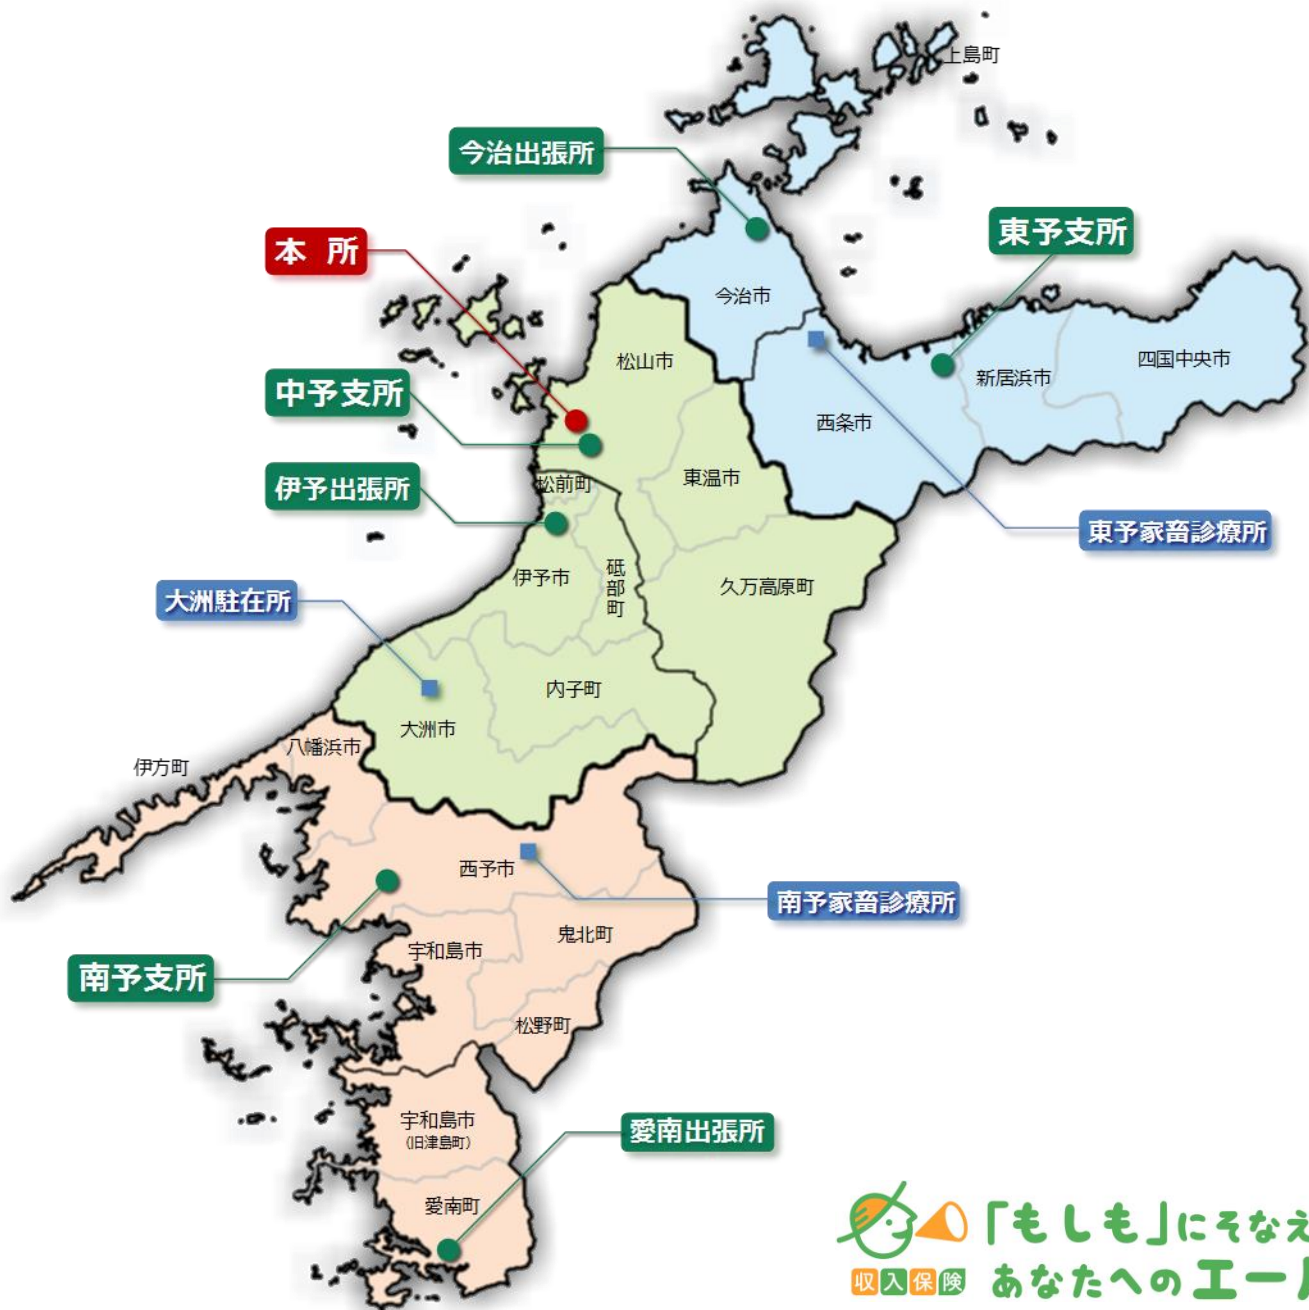 上島町
今治出張所
東予支所
本 所
今治市
松山市
四国中央市
新居浜市
中予支所
西条市
東温市
松前町
伊予出張所
東予家畜診療所
伊予市
砥部町
久万高原町
大洲駐在所
内子町
大洲市
八幡浜市
伊方町
西予市
南予家畜診療所
鬼北町
宇和島市
南予支所
松野町
宇和島市
(旧津島町)
愛南出張所
愛南町
「もしも」にそなえ
収入保険 あなたへのエール